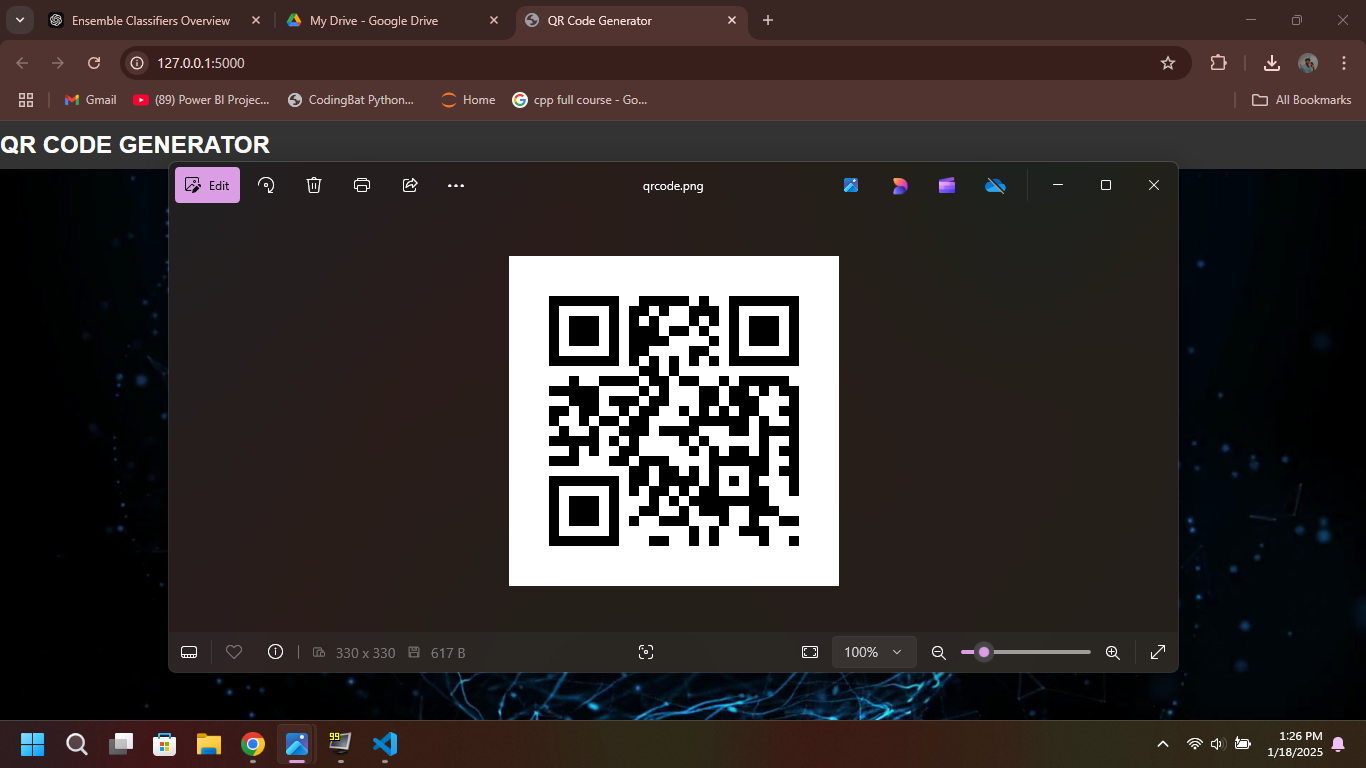 Ensemble Classifiers Overview
My Drive - Google Drive
QR Code Generator
127.0.0.1:5000
Gmail
(89) Power BI Projec...
CodingBat Python...
Home
cpp full course - Go...
All Bookmarks
QR CODE GENERATOR
Edit
qrcode.png
330 x 330
617 B
100%
99
1:26 PM
1/18/2025